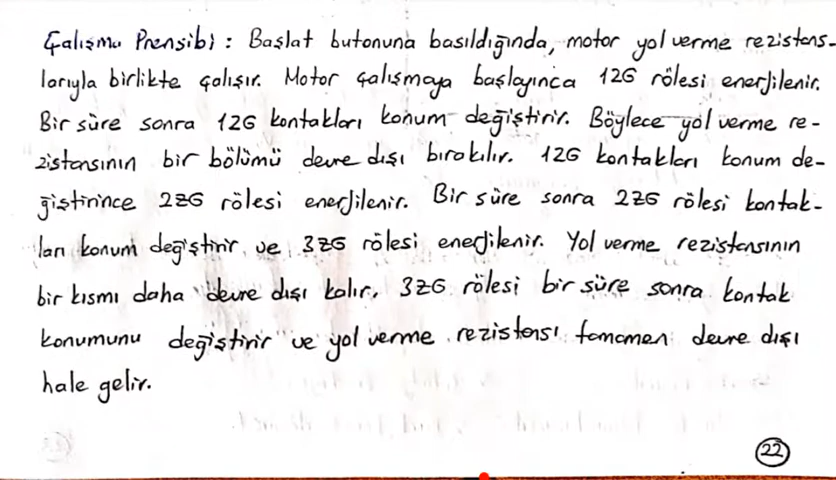 Çalışma Prensibi : Başlat butonuna basıldığında, motor yol verme rezistans-
larıyla birlikte çalışır. Motor çalışmaya başlayınca 1ZG rölesi enerjilenir.
Bir süre sonra 1ZG kontakları konum değiştirir. Böylece yol verme re-
zistansının bir bölümü devre dışı bırakılır. 1ZG kontakları konum de-
ğiştirince 2ZG rölesi enerjilenir. Bir süre sonra 2ZG rölesi kontak-
ları konum değiştirir ve 3ZG rölesi enerjilenir. Yol verme rezistansının
bir kısmı daha devre dışı kalır. 3ZG rölesi bir süre sonra kontak
konumunu değiştirir ve yol verme rezistansı tamamen devre dışı
hale gelir.
22